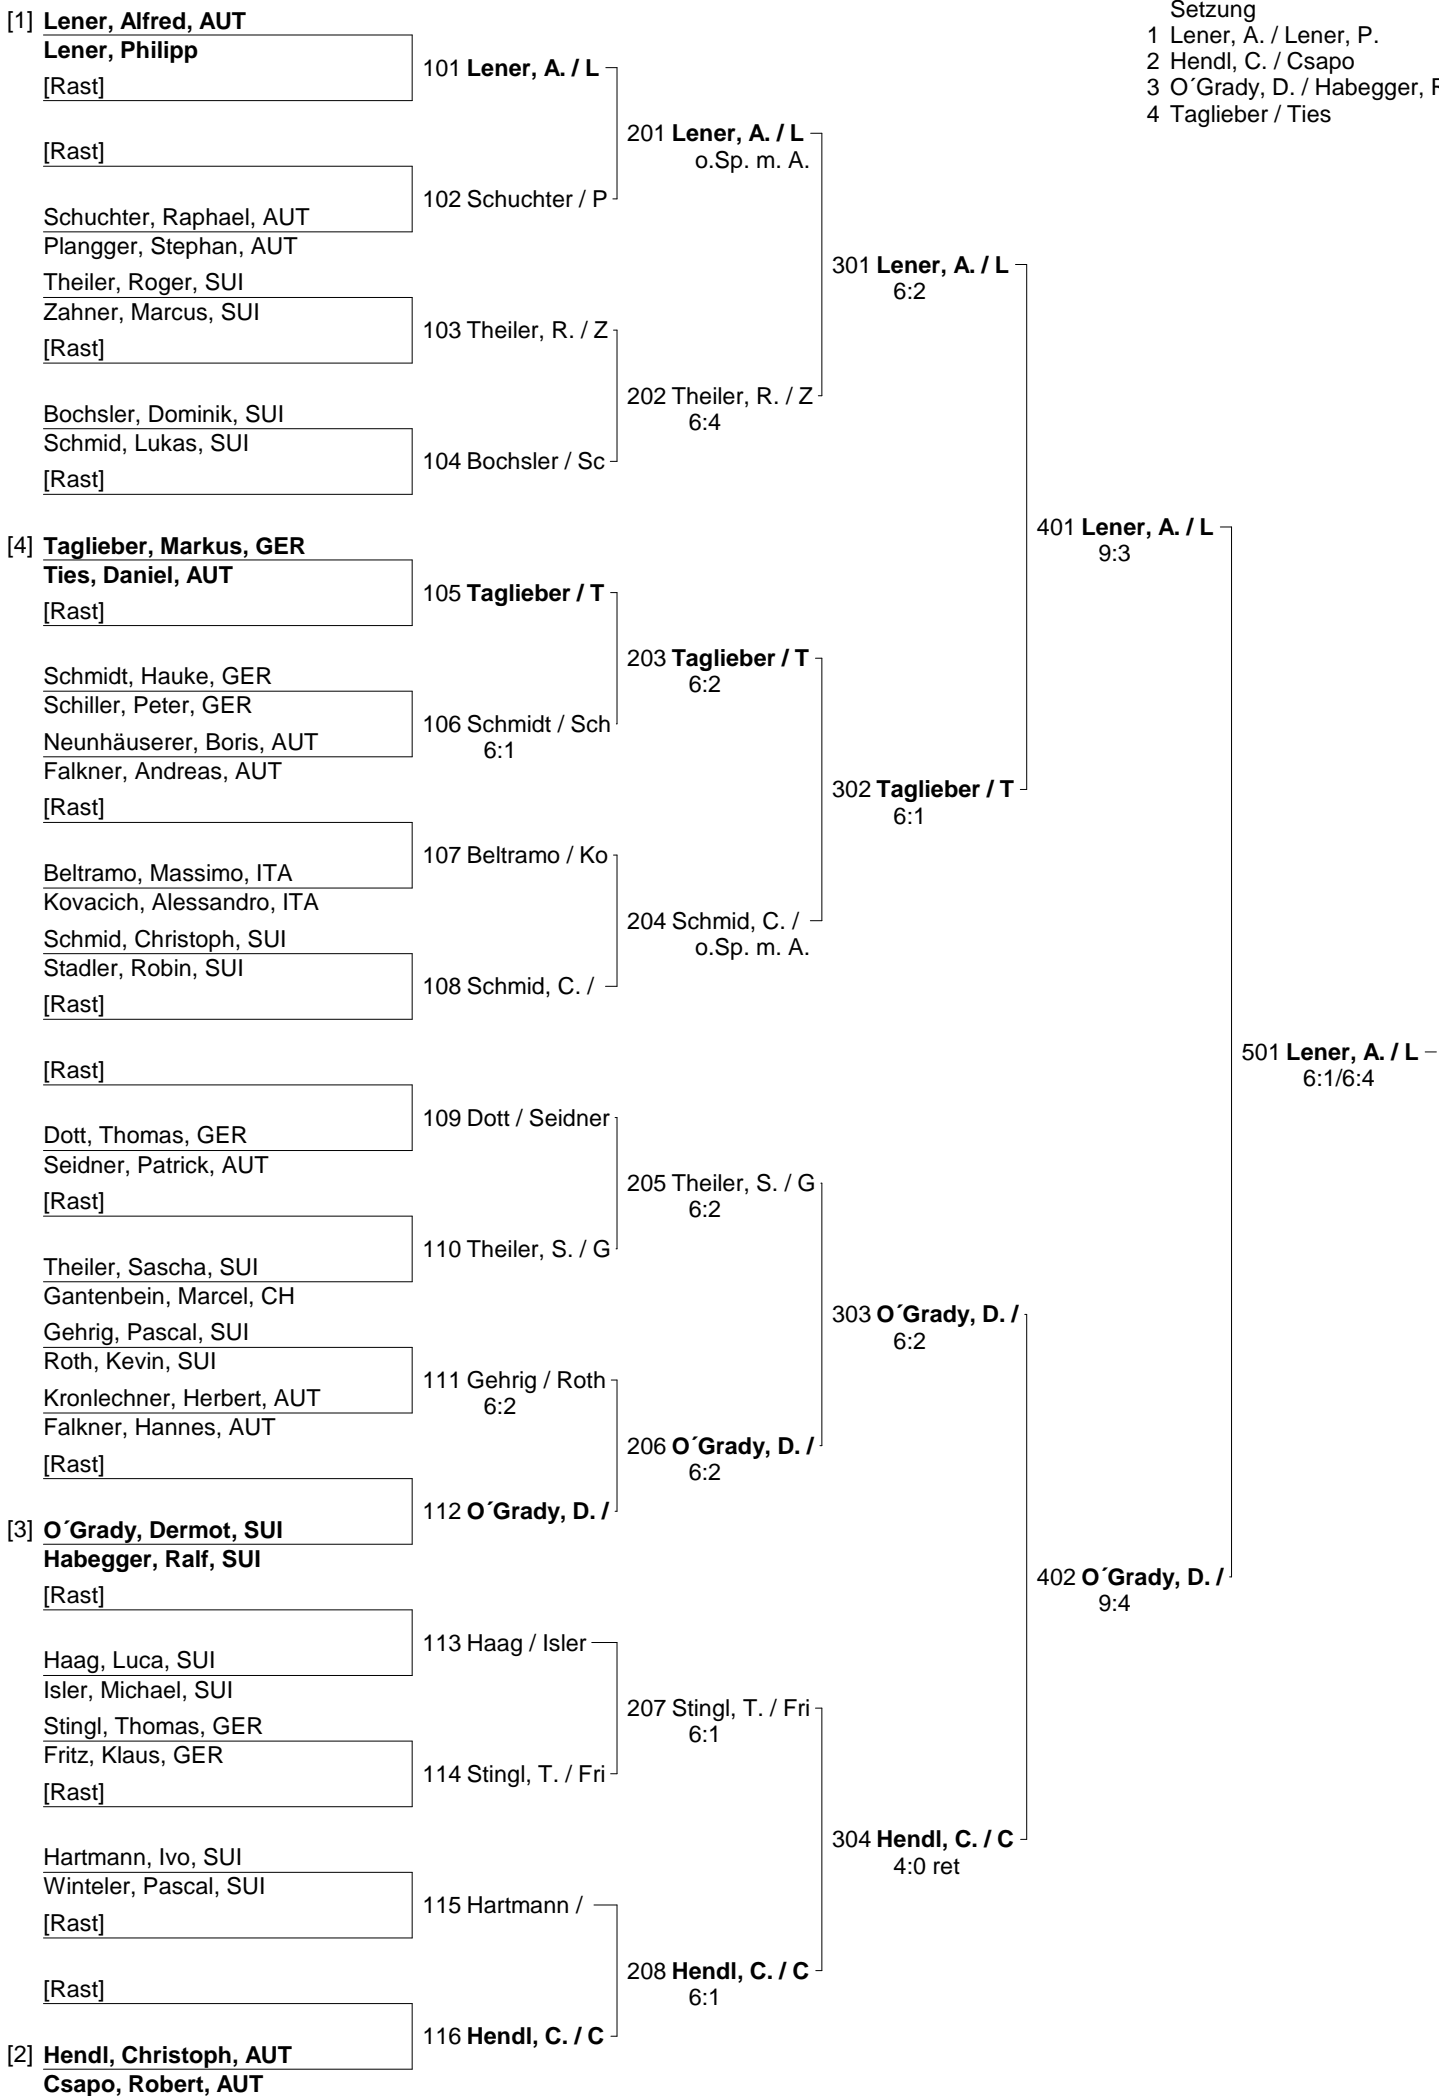 [1] Lener, Alfred, AUT
Lener, Philipp
[Rast]
[Rast]
Schuchter, Raphael, AUT
Plangger, Stephan, AUT
Theiler, Roger, SUI
Zahner, Marcus, SUI
[Rast]
Bochsler, Dominik, SUI
Schmid, Lukas, SUI
[Rast]
[4] Taglieber, Markus, GER
Ties, Daniel, AUT
[Rast]
Schmidt, Hauke, GER
Schiller, Peter, GER
Neunhäuserer, Boris, AUT
Falkner, Andreas, AUT
[Rast]
Beltramo, Massimo, ITA
Kovacich, Alessandro, ITA
Schmid, Christoph, SUI
Stadler, Robin, SUI
[Rast]
[Rast]
Dott, Thomas, GER
Seidner, Patrick, AUT
[Rast]
Theiler, Sascha, SUI
Gantenbein, Marcel, CH
Gehrig, Pascal, SUI
Roth, Kevin, SUI
Kronlechner, Herbert, AUT
Falkner, Hannes, AUT
[Rast]
[3] O´Grady, Dermot, SUI
Habegger, Ralf, SUI
[Rast]
Haag, Luca, SUI
Isler, Michael, SUI
Stingl, Thomas, GER
Fritz, Klaus, GER
[Rast]
Hartmann, Ivo, SUI
Winteler, Pascal, SUI
[Rast]
[Rast]
[2] Hendl, Christoph, AUT
Csapo, Robert, AUT
101 Lener, A. / L
102 Schuchter / P
103 Theiler, R. / Z
104 Bochsler / Sc
105 Taglieber / T
106 Schmidt / Sch
6:1
107 Beltramo / Ko
108 Schmid, C. /
109 Dott / Seidner
110 Theiler, S. / G
111 Gehrig / Roth
6:2
112 O´Grady, D. /
113 Haag / Isler
114 Stingl, T. / Fri
115 Hartmann /
116 Hendl, C. / C
201 Lener, A. / L
o.Sp. m. A.
202 Theiler, R. / Z
6:4
203 Taglieber / T
6:2
204 Schmid, C. /
o.Sp. m. A.
205 Theiler, S. / G
6:2
206 O´Grady, D. /
6:2
207 Stingl, T. / Fri
6:1
208 Hendl, C. / C
6:1
301 Lener, A. / L
6:2
302 Taglieber / T
6:1
303 O´Grady, D. /
6:2
304 Hendl, C. / C
4:0 ret
401 Lener, A. / L
9:3
402 O´Grady, D. /
9:4
501 Lener, A. / L
6:1/6:4
Setzung
1 Lener, A. / Lener, P.
2 Hendl, C. / Csapo
3 O´Grady, D. / Habegger,
4 Taglieber / Ties